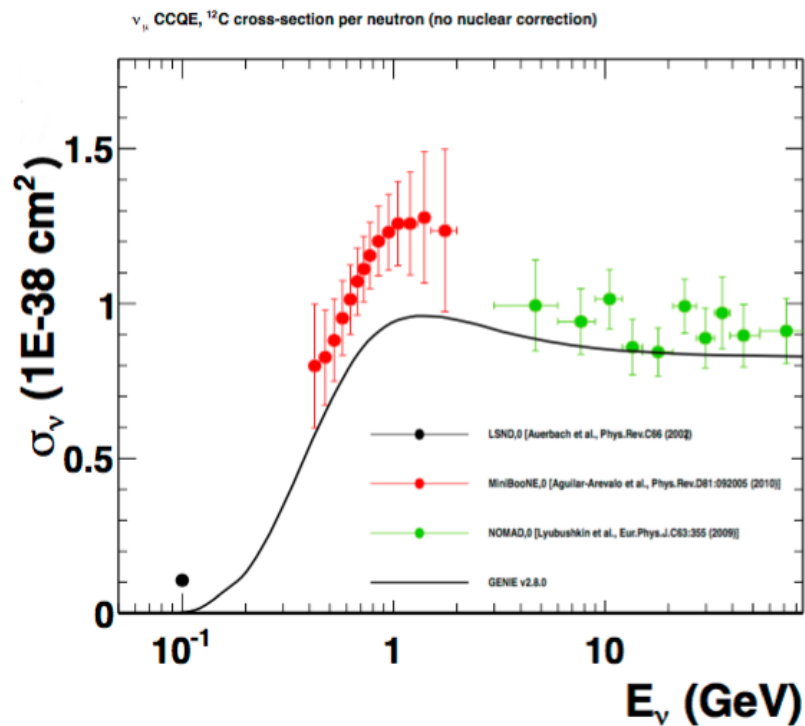 ν_μ CCQE, ¹²C cross-section per neutron (no nuclear correction)
σ_ν (1E-38 cm²)
1.5
1
0.5
0
LSND,0 [Auerbach et al., Phys.Rev.C66 (2002)
MiniBooNE,0 [Aguilar-Arevalo et al., Phys.Rev.D81:092005 (2010)]
NOMAD,0 [Lyubushkin et al., Eur.Phys.J.C63:355 (2009)]
GENIE v2.8.0
10⁻¹ 1 10
E_ν (GeV)